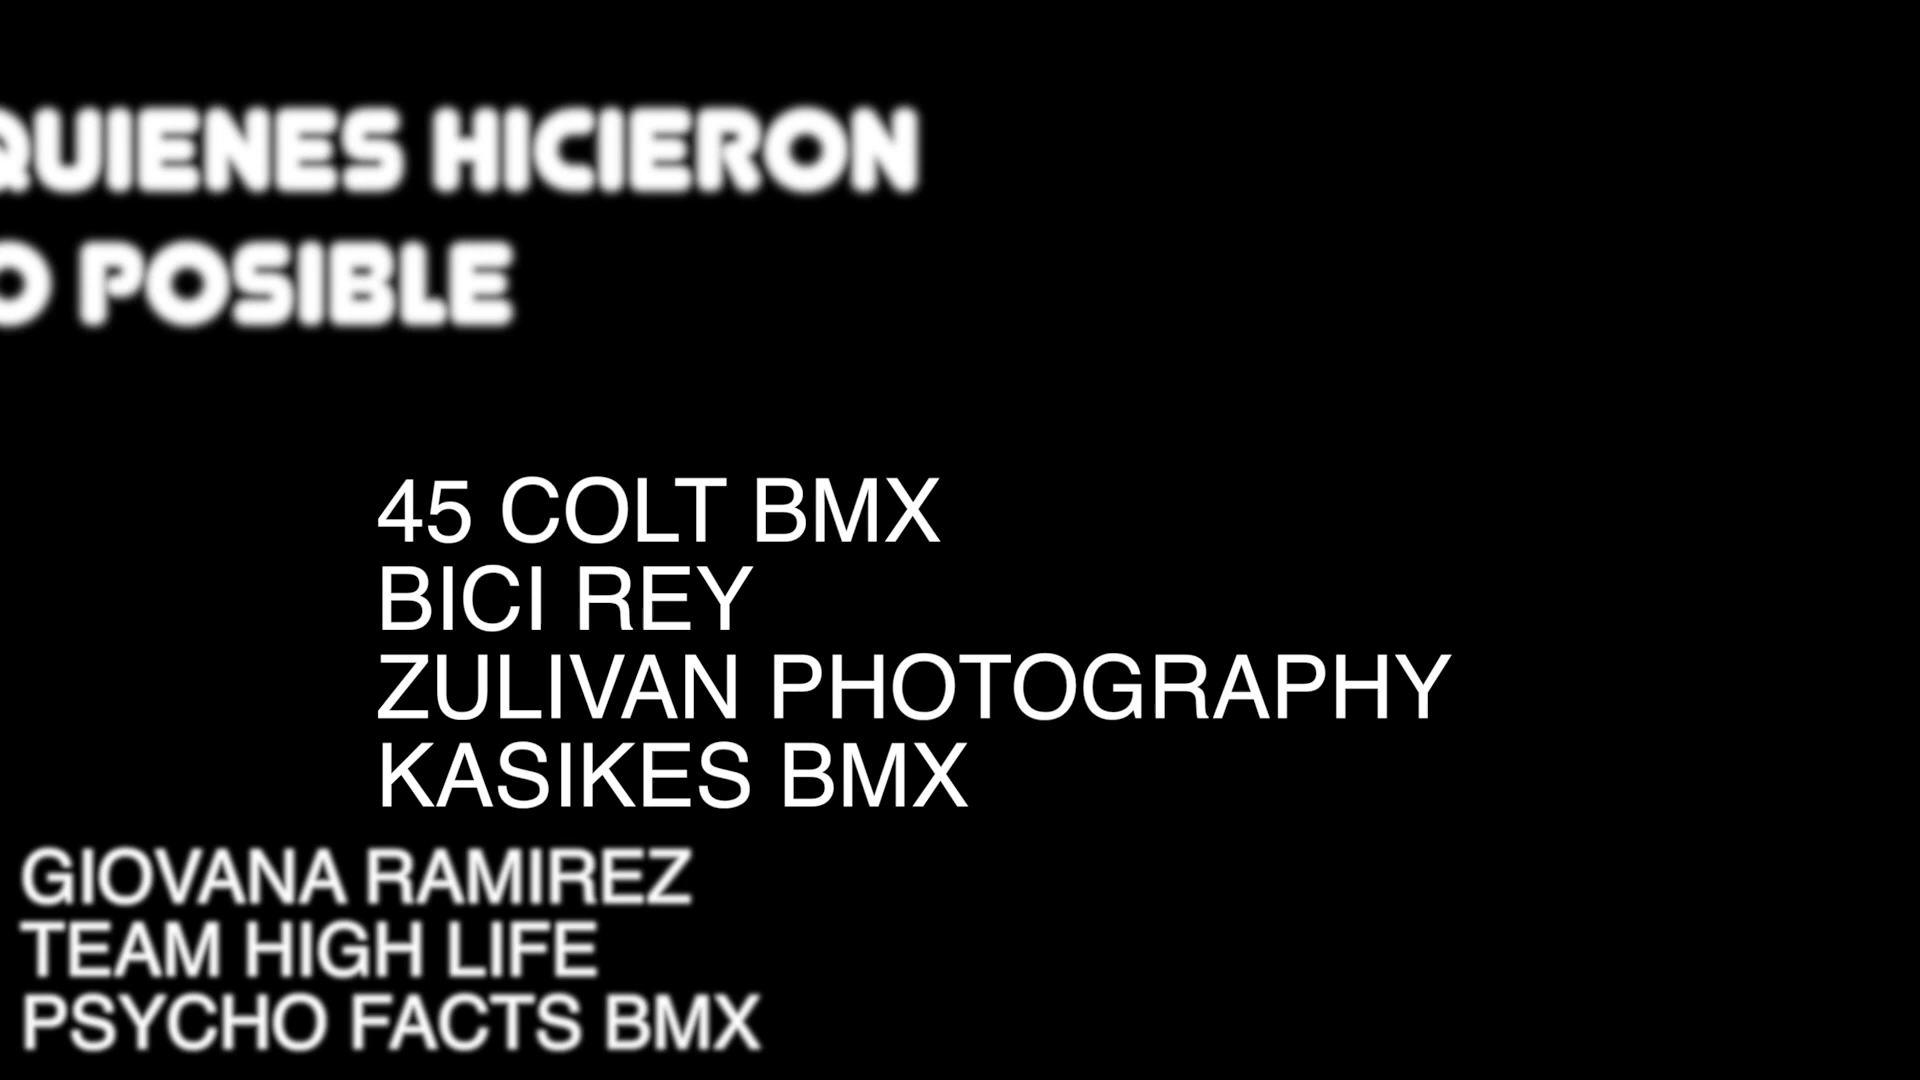 QUIENES HICIERON
O POSIBLE
45 COLT BMX
BICI REY
ZULIVAN PHOTOGRAPHY
KASIKES BMX
GIOVANA RAMIREZ
TEAM HIGH LIFE
PSYCHO FACTS BMX